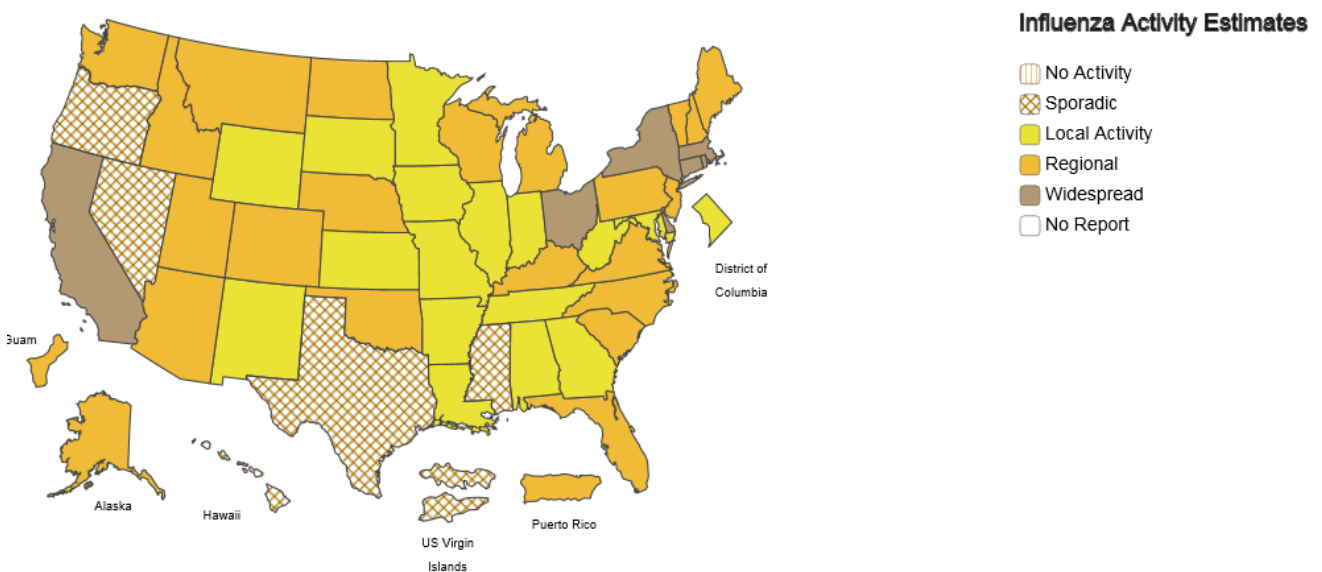 Influenza Activity Estimates
No Activity
Sporadic
Local Activity
Regional
Widespread
No Report
District of
Columbia
Guam
Alaska
Hawaii
US Virgin
Islands
Puerto Rico